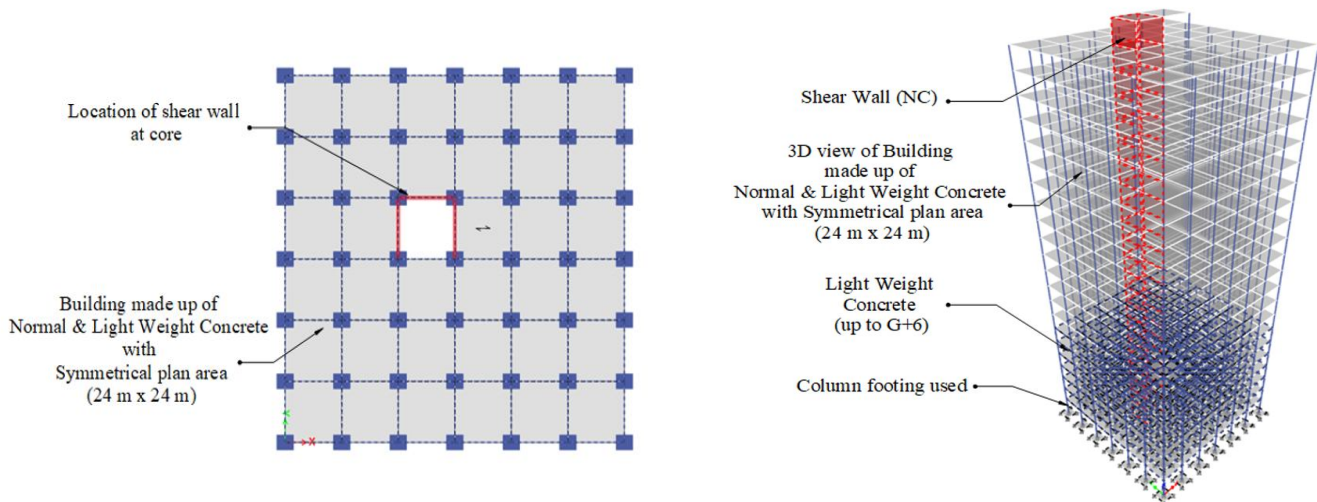 Location of shear wall
at core
Building made up of
Normal & Light Weight Concrete
with
Symmetrical plan area
(24 m x 24 m)
X
Shear Wall (NC)
3D view of Building
made up of
Normal & Light Weight Concrete
with Symmetrical plan area
(24 m x 24 m)
Light Weight
Concrete
(up to G+6)
Column footing used